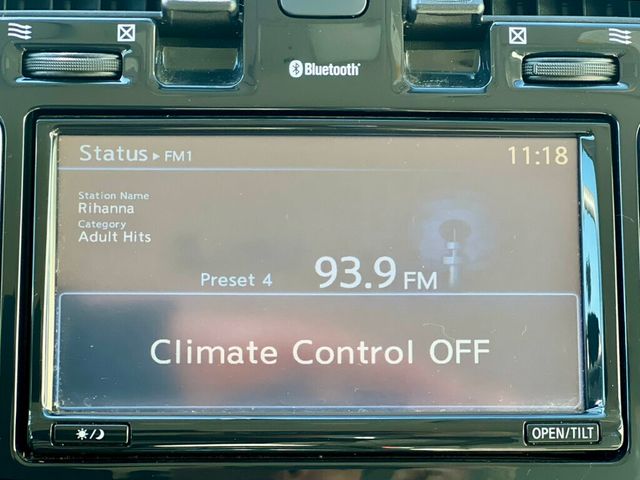 Bluetooth
Status ▸ FM1
11:18
Station Name
Rihanna
Category
Adult Hits
Preset 4 93.9 FM
Climate Control OFF
OPEN/TILT